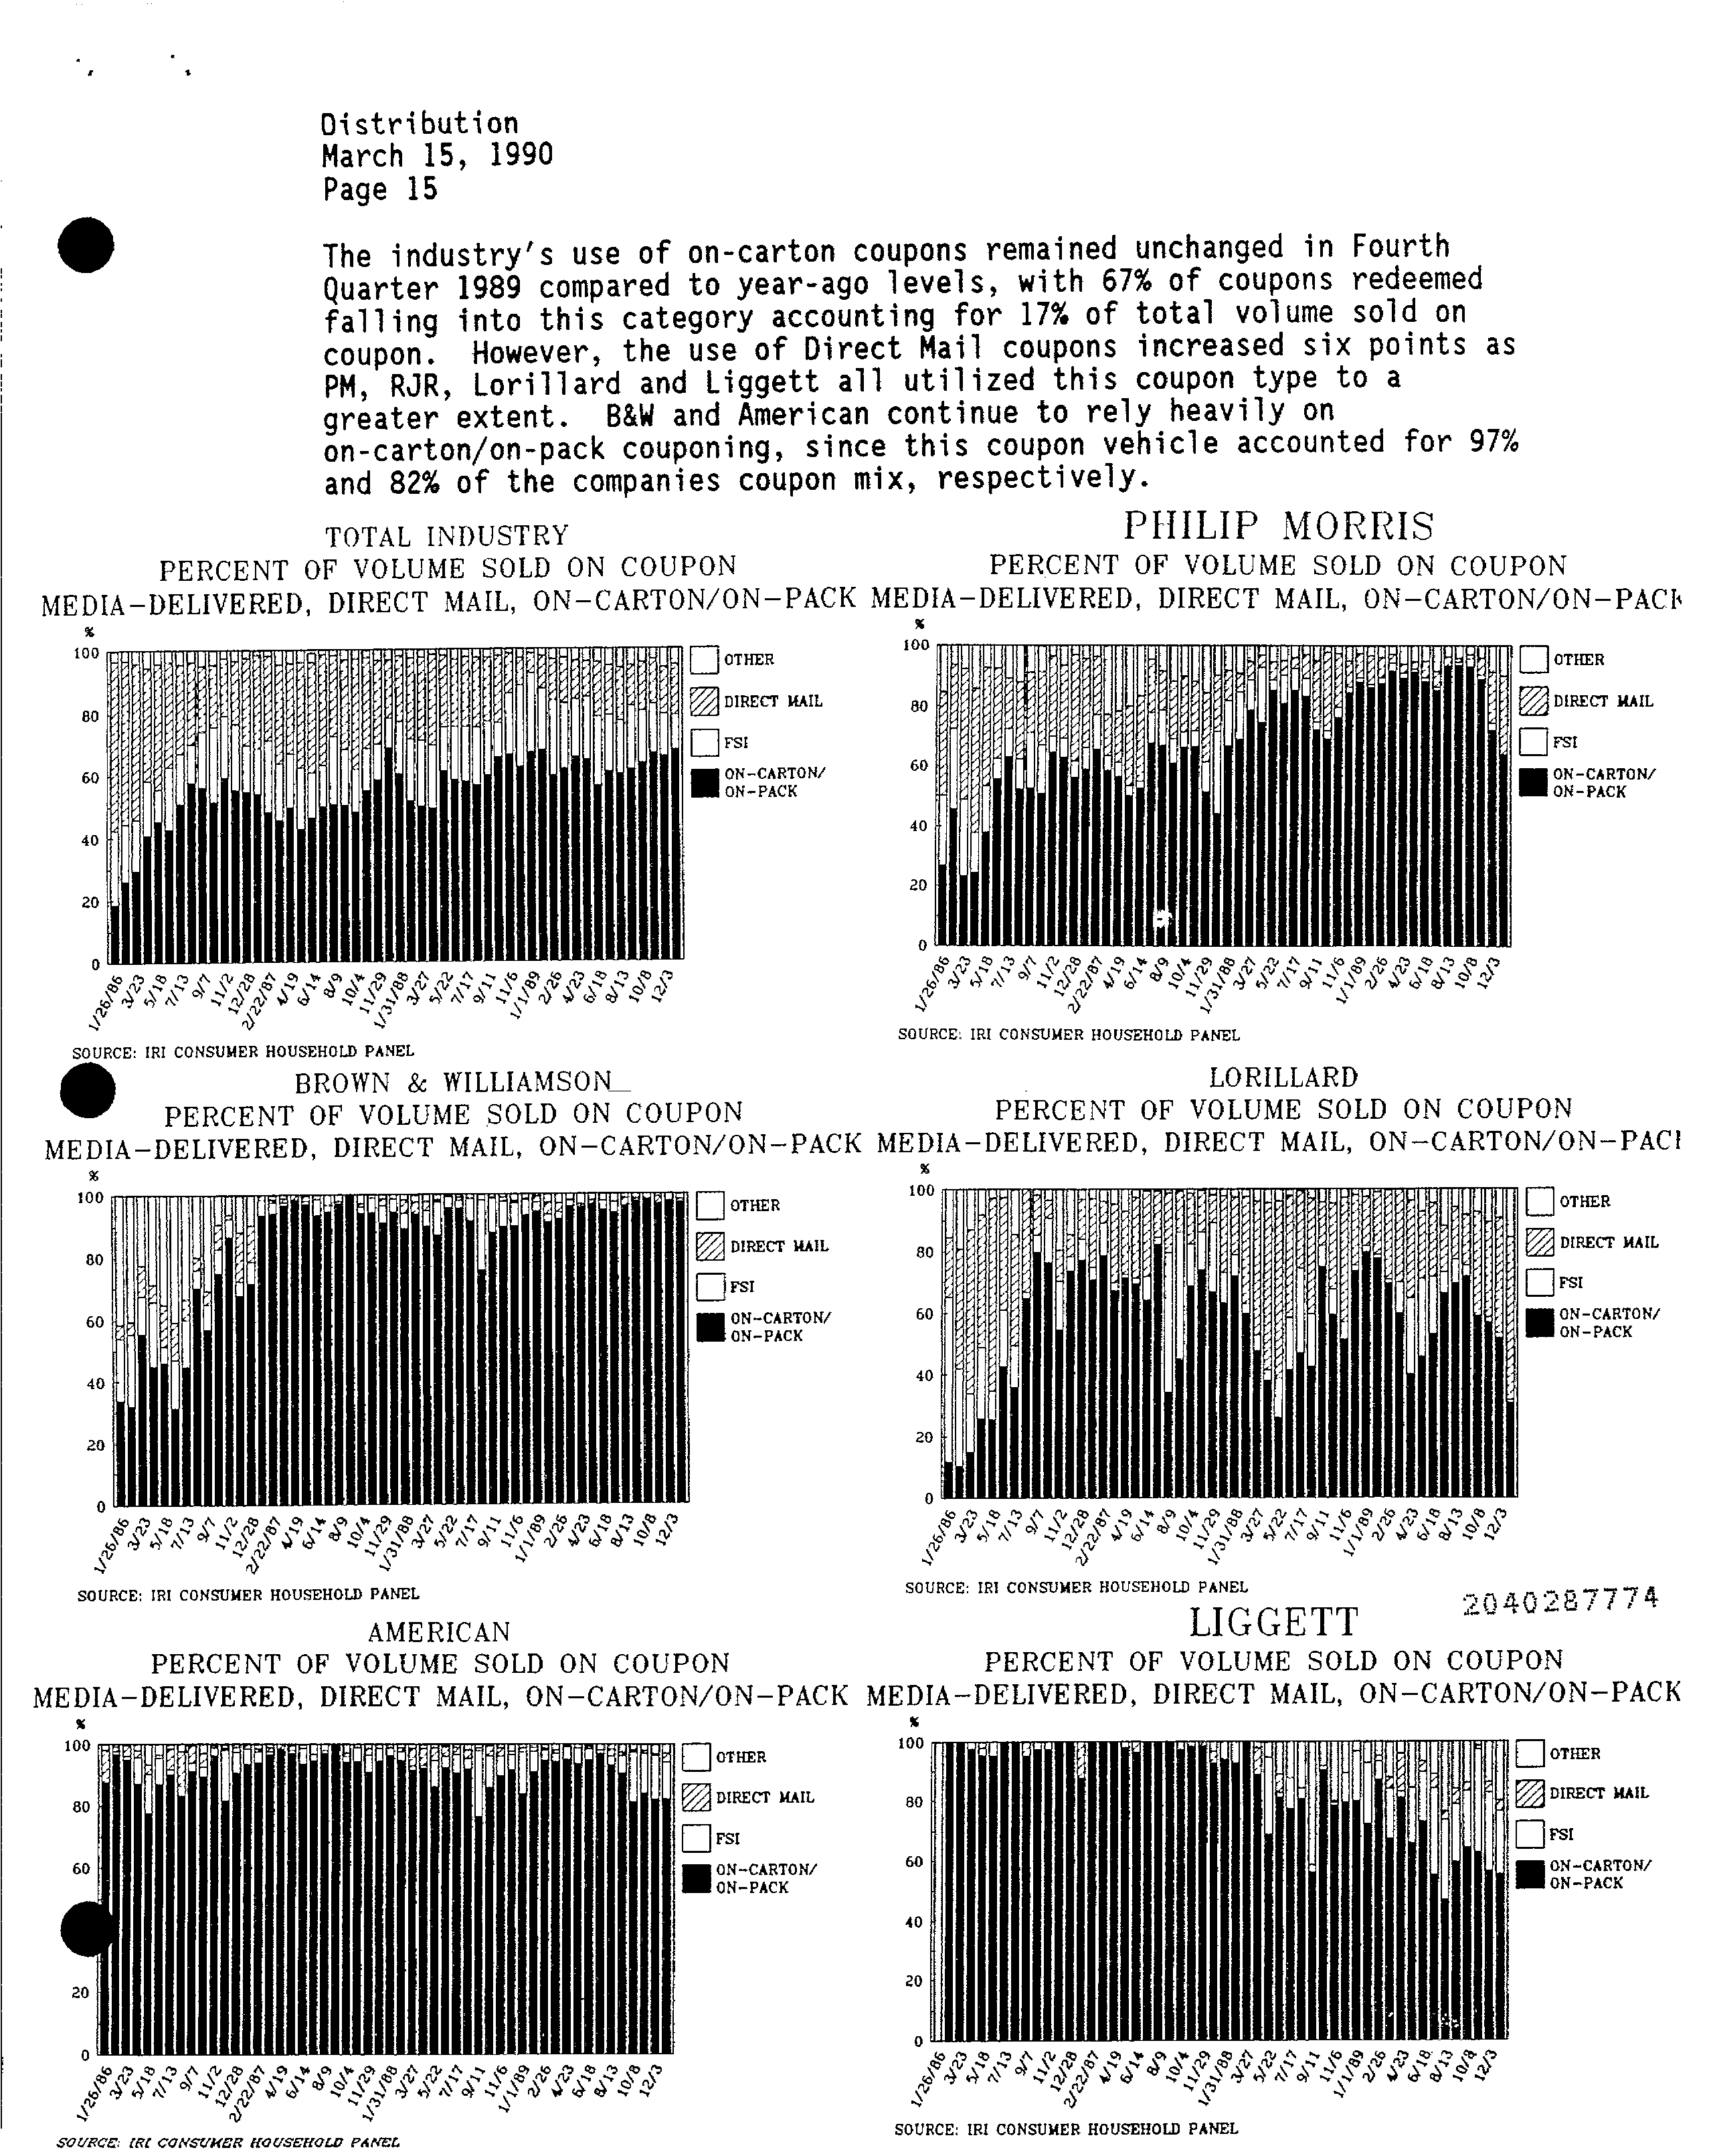 Distribution
March 15, 1990
Page 15
The industry's use of on-carton coupons remained unchanged in Fourth
Quarter 1989 compared to year-ago levels, with 67% of coupons redeemed
falling into this category accounting for 17% of total volume sold on
coupon. However, the use of Direct Mail coupons increased six points as
PM, RJR, Lorillard and Liggett all utilized this coupon type to a
greater extent. B&W and American continue to rely heavily on
on-carton/on-pack couponing, since this coupon vehicle accounted for 97%
and 82% of the companies coupon mix, respectively.
TOTAL INDUSTRY
PERCENT OF VOLUME SOLD ON COUPON
MEDIA-DELIVERED, DIRECT MAIL, ON-CARTON/ON-PACK
%
100
80
60
40
20
0
OTHER
DIRECT MAIL
FSI
ON-CARTON/
ON-PACK
1/26/86 3/23 5/18 7/13 9/7 11/2 12/28 2/22/87 4/19 6/14 8/9 10/4 11/29 1/31/88 3/27 5/22 7/17 9/11 11/6 1/1/89 2/26 4/23 6/18 8/13 10/8 12/3
SOURCE: IRI CONSUMER HOUSEHOLD PANEL
PHILIP MORRIS
PERCENT OF VOLUME SOLD ON COUPON
MEDIA-DELIVERED, DIRECT MAIL, ON-CARTON/ON-PACK
%
100
80
60
40
20
0
OTHER
DIRECT MAIL
FSI
ON-CARTON/
ON-PACK
1/26/86 3/23 5/18 7/13 9/7 11/2 12/28 2/22/87 4/19 6/14 8/9 10/4 11/29 1/31/88 3/27 5/22 7/17 9/11 11/6 1/1/89 2/26 4/23 6/18 8/13 10/8 12/3
SOURCE: IRI CONSUMER HOUSEHOLD PANEL
BROWN & WILLIAMSON
PERCENT OF VOLUME SOLD ON COUPON
MEDIA-DELIVERED, DIRECT MAIL, ON-CARTON/ON-PACK
%
100
80
60
40
20
0
OTHER
DIRECT MAIL
FSI
ON-CARTON/
ON-PACK
1/26/86 3/23 5/18 7/13 9/7 11/2 12/28 2/22/87 4/19 6/14 8/9 10/4 11/29 1/31/88 3/27 5/22 7/17 9/11 11/6 1/1/89 2/26 4/23 6/18 8/13 10/8 12/3
SOURCE: IRI CONSUMER HOUSEHOLD PANEL
LORILLARD
PERCENT OF VOLUME SOLD ON COUPON
MEDIA-DELIVERED, DIRECT MAIL, ON-CARTON/ON-PAC
%
100
80
60
40
20
0
OTHER
DIRECT MAIL
FSI
ON-CARTON/
ON-PACK
1/26/86 3/23 5/18 7/13 9/7 11/2 12/28 2/22/87 4/19 6/14 8/9 10/4 11/29 1/31/88 3/27 5/22 7/17 9/11 11/6 1/1/89 2/26 4/23 6/18 8/13 10/8 12/3
SOURCE: IRI CONSUMER HOUSEHOLD PANEL
2040287774
AMERICAN
PERCENT OF VOLUME SOLD ON COUPON
MEDIA-DELIVERED, DIRECT MAIL, ON-CARTON/ON-PACK
%
100
80
60
20
0
OTHER
DIRECT MAIL
FSI
ON-CARTON/
ON-PACK
1/26/86 3/23 5/18 7/13 9/7 11/2 12/28 2/22/87 4/19 6/14 8/9 10/4 11/29 1/31/88 3/27 5/22 7/17 9/11 11/6 1/1/89 2/26 4/23 6/18 8/13 10/8 12/3
SOURCE: IRI CONSUMER HOUSEHOLD PANEL
LIGGETT
PERCENT OF VOLUME SOLD ON COUPON
MEDIA-DELIVERED, DIRECT MAIL, ON-CARTON/ON-PACK
%
100
80
60
40
20
0
OTHER
DIRECT MAIL
FSI
ON-CARTON/
ON-PACK
1/26/86 3/23 5/18 7/13 9/7 11/2 12/28 2/22/87 4/19 6/14 8/9 10/4 11/29 1/31/88 3/27 5/22 7/17 9/11 11/6 1/1/89 2/26 4/23 6/18 8/13 10/8 12/3
SOURCE: IRI CONSUMER HOUSEHOLD PANEL